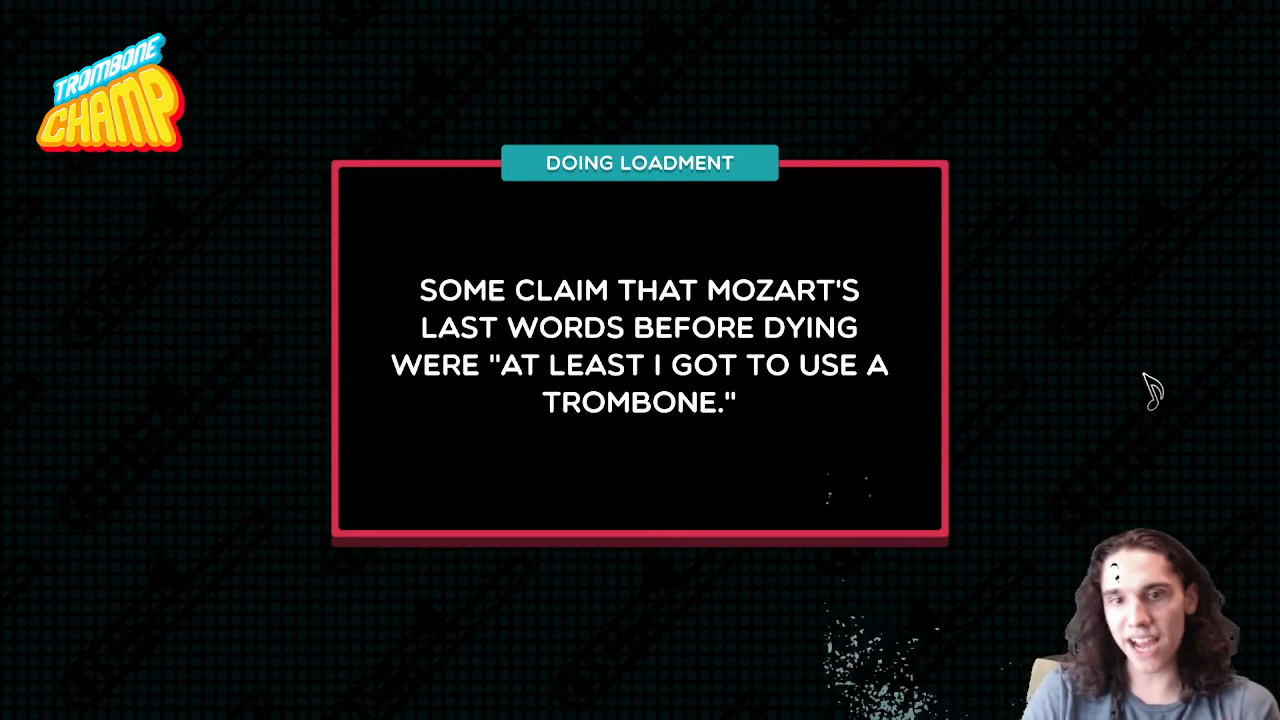 TROMBONE
CHAMP
DOING LOADMENT
SOME CLAIM THAT MOZART'S
LAST WORDS BEFORE DYING
WERE "AT LEAST I GOT TO USE A
TROMBONE."